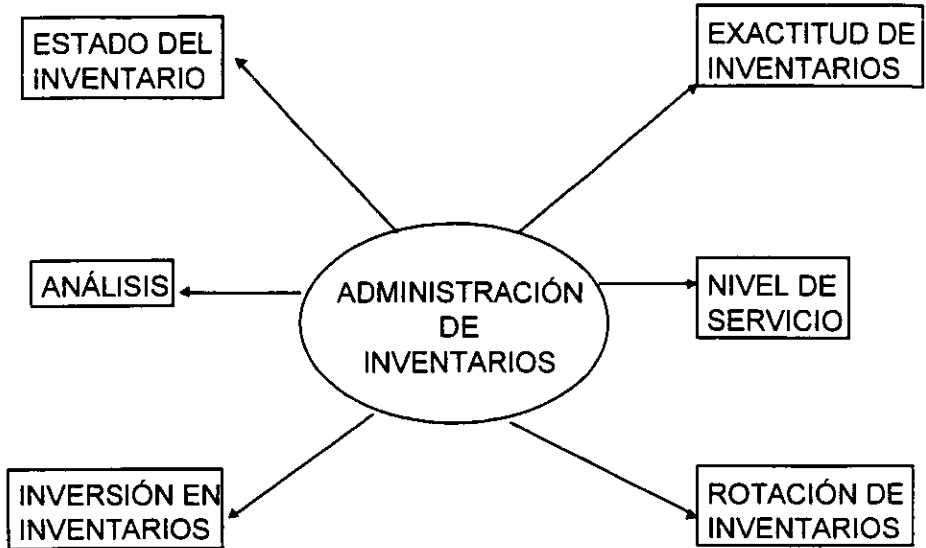 ESTADO DEL
INVENTARIO
EXACTITUD DE
INVENTARIOS
ANÁLISIS
ADMINISTRACIÓN
DE
INVENTARIOS
NIVEL DE
SERVICIO
INVERSIÓN EN
INVENTARIOS
ROTACIÓN DE
INVENTARIOS